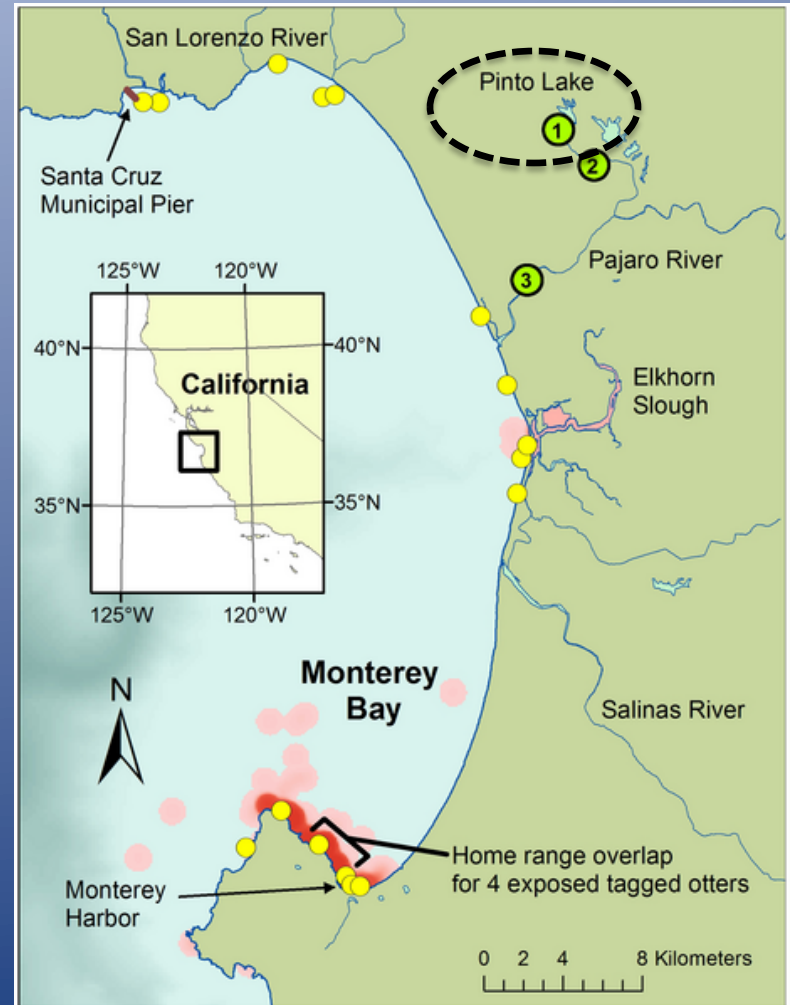 San Lorenzo River
Pinto Lake
1
2
Santa Cruz
Municipal Pier
125°W 120°W
Pajaro River
3
40°N 40°N
California
Elkhorn
Slough
35°N 35°N
125°W 120°W
Monterey
Bay
N
Salinas River
Home range overlap
for 4 exposed tagged otters
Monterey
Harbor
0 2 4 8 Kilometers